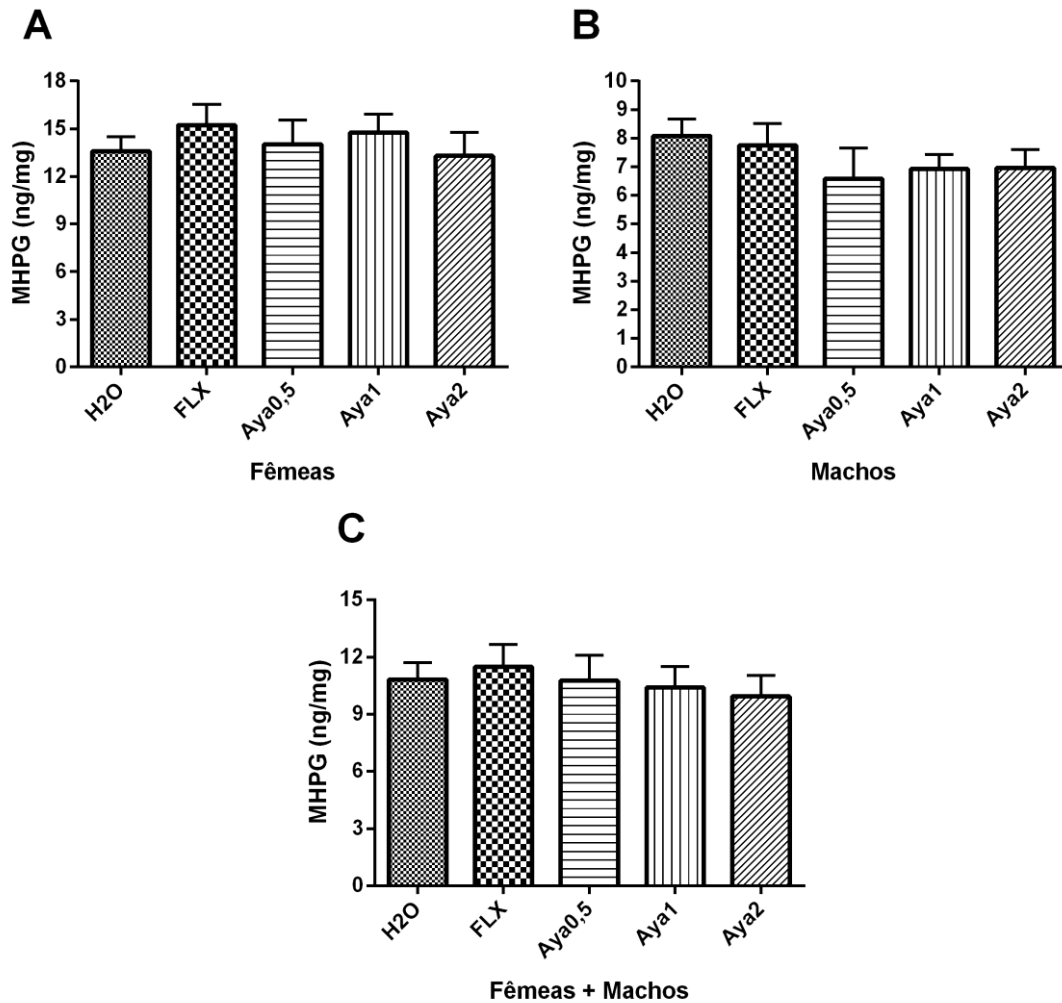 A
MHPG (ng/mg)
18
15
12
9
6
3
0
H2O
FLX
Aya0,5
Aya1
Aya2
Fêmeas
B
MHPG (ng/mg)
10
9
8
7
6
5
4
3
2
1
0
H2O
FLX
Aya0,5
Aya1
Aya2
Machos
C
MHPG (ng/mg)
15
12
9
6
3
0
H2O
FLX
Aya0,5
Aya1
Aya2
Fêmeas + Machos